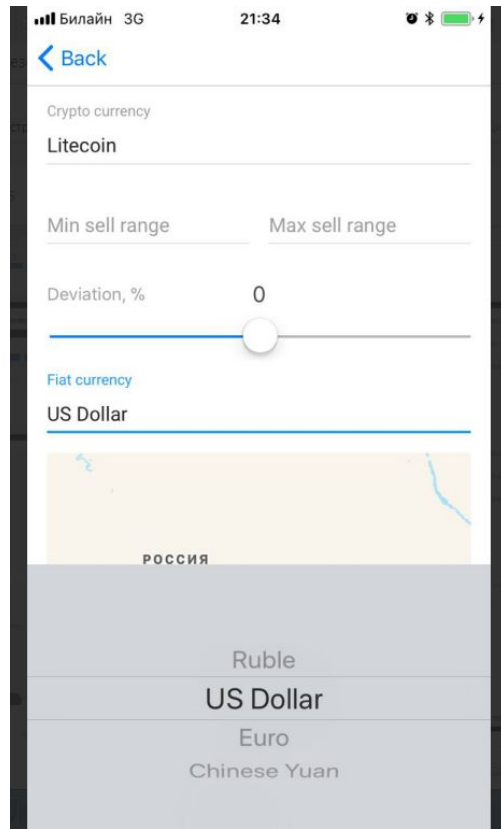 Билайн 3G 21:34
Back
Crypto currency
Litecoin
Min sell range Max sell range
Deviation, % 0
Fiat currency
US Dollar
РОССИЯ
Ruble
US Dollar
Euro
Chinese Yuan